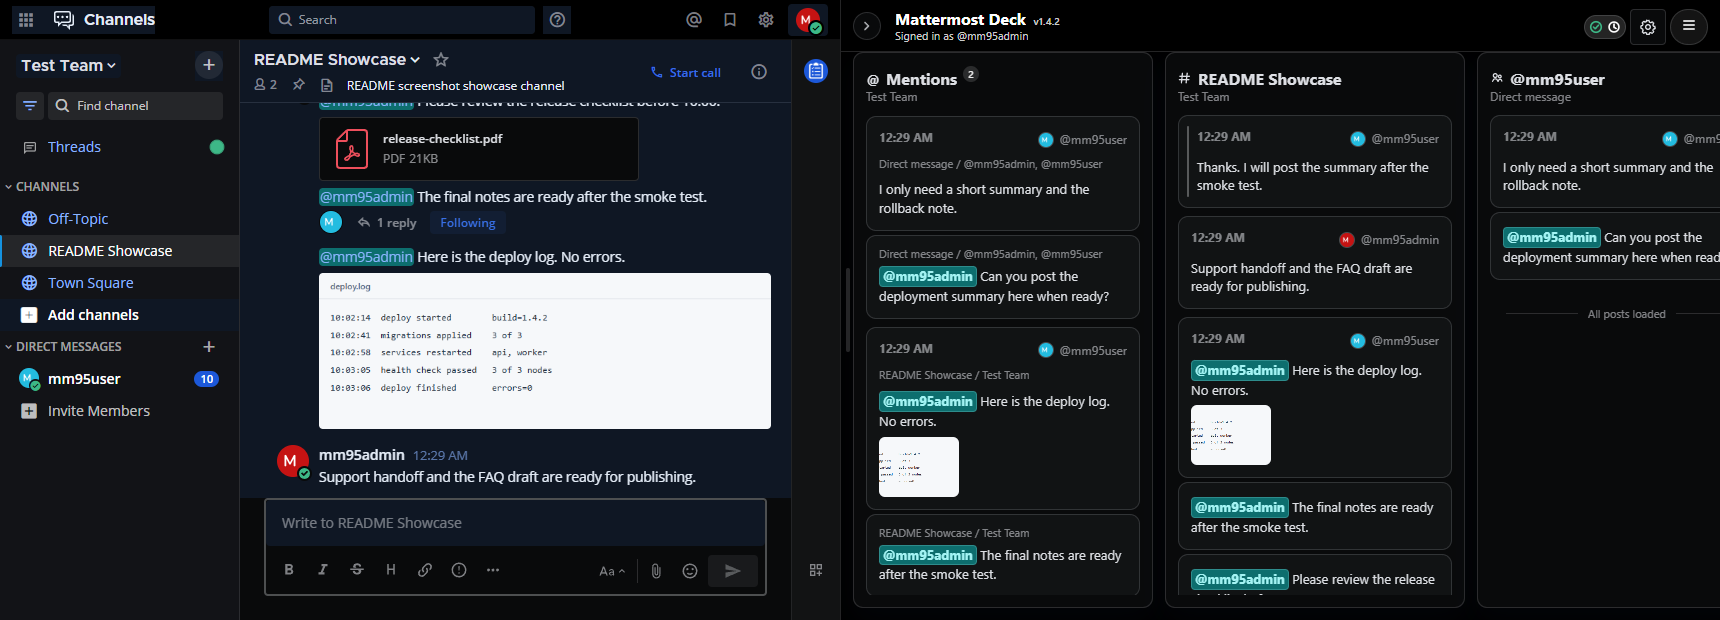 Channels
Search
Test Team
Find channel
Threads
CHANNELS
Off-Topic
README Showcase
Town Square
Add channels
DIRECT MESSAGES
mm95user
10
Invite Members
README Showcase
2
README screenshot showcase channel
Start call
@mm95admin Please review the release checklist before 16:00.
release-checklist.pdf
PDF 21KB
@mm95admin The final notes are ready after the smoke test.
M
1 reply
Following
@mm95admin Here is the deploy log. No errors.
deploy.log
10:02:14 deploy started build=1.4.2
10:02:41 migrations applied 3 of 3
10:02:58 services restarted api, worker
10:03:05 health check passed 3 of 3 nodes
10:03:06 deploy finished errors=0
M
mm95admin 12:29 AM
Support handoff and the FAQ draft are ready for publishing.
Write to README Showcase
B I S H
Aa
Mattermost Deck v1.4.2
Signed in as @mm95admin
@ Mentions 2
Test Team
12:29 AM
M @mm95user
Direct message / @mm95admin, @mm95user
I only need a short summary and the
rollback note.
Direct message / @mm95admin, @mm95user
@mm95admin Can you post the
deployment summary here when ready?
12:29 AM
M @mm95user
README Showcase / Test Team
@mm95admin Here is the deploy log.
No errors.
README Showcase / Test Team
@mm95admin The final notes are ready
after the smoke test.
# README Showcase
Test Team
12:29 AM
M @mm95user
Thanks. I will post the summary after the
smoke test.
12:29 AM
M @mm95admin
Support handoff and the FAQ draft are
ready for publishing.
12:29 AM
M @mm95user
@mm95admin Here is the deploy log.
No errors.
@mm95admin The final notes are ready
after the smoke test.
@mm95admin Please review the release
@mm95user
Direct message
12:29 AM
M @mm9
I only need a short summary and the
rollback note.
@mm95admin Can you post the
deployment summary here when read
All posts loaded